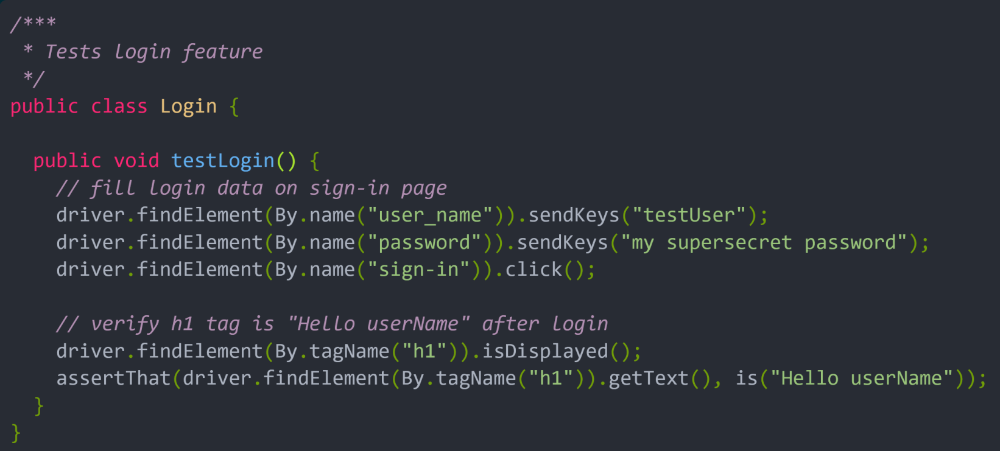 /***
 * Tests login feature
 */
public class Login {

  public void testLogin() {
    // fill login data on sign-in page
    driver.findElement(By.name("user_name")).sendKeys("testUser");
    driver.findElement(By.name("password")).sendKeys("my supersecret password");
    driver.findElement(By.name("sign-in")).click();

    // verify h1 tag is "Hello userName" after login
    driver.findElement(By.tagName("h1")).isDisplayed();
    assertThat(driver.findElement(By.tagName("h1")).getText(), is("Hello userName"));
  }
}